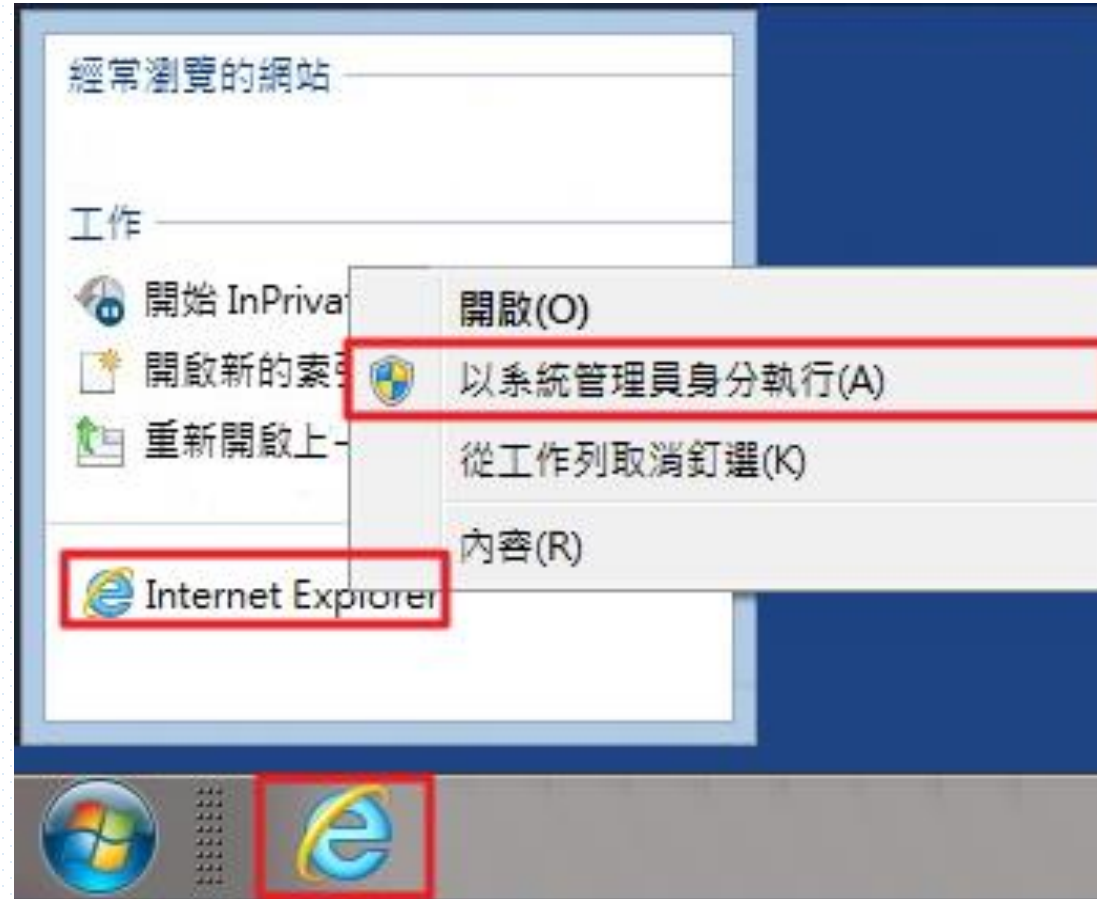 經常瀏覽的網站
工作
開始 InPriva
開啟新的索
重新開啟上
Internet Explorer
開啟(O)
以系統管理員身分執行(A)
從工作列取消釘選(K)
內容(R)